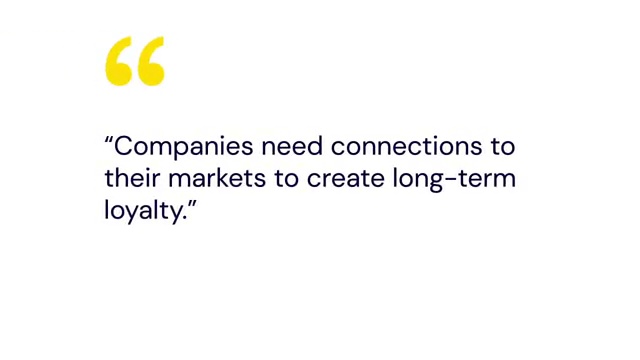 “Companies need connections to
their markets to create long-term
loyalty.”